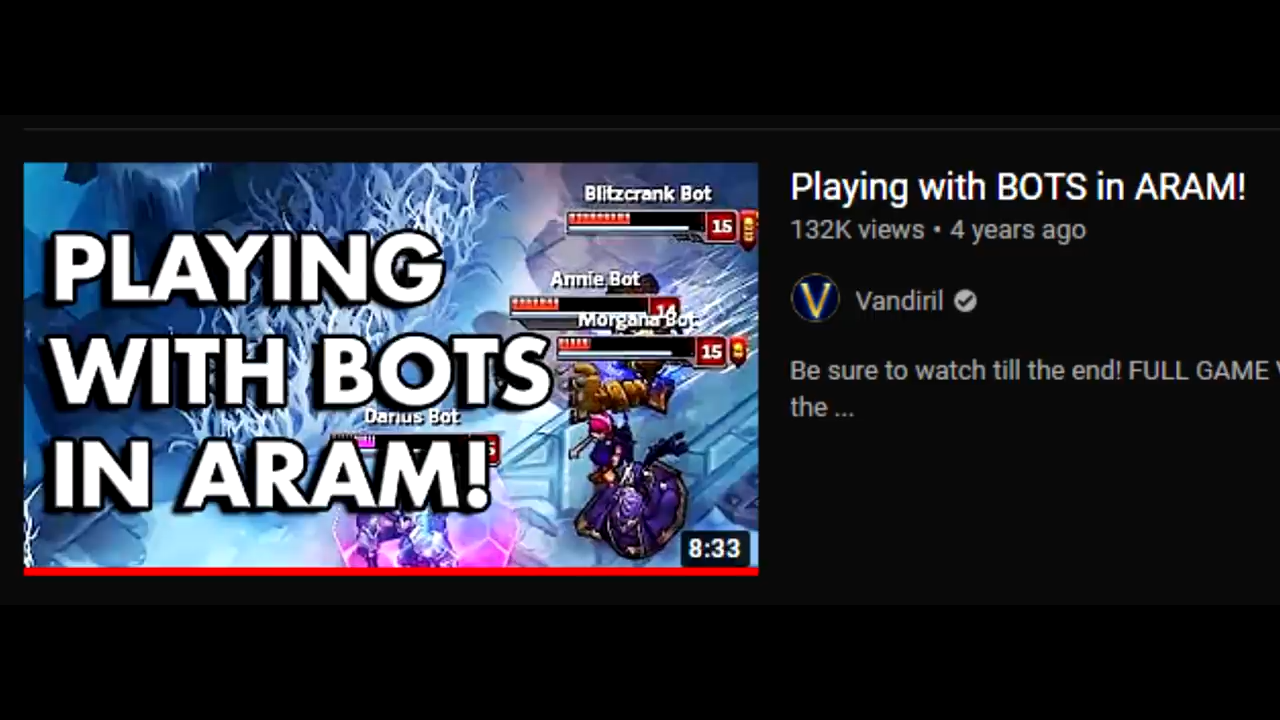 Blitzcrank Bot
15
Annie Bot
14
Morgana Bot
15
Darius Bot
PLAYING
WITH BOTS
IN ARAM!
8:33
Playing with BOTS in ARAM!
132K views • 4 years ago
V
Vandiril
Be sure to watch till the end! FULL GAME
the ...